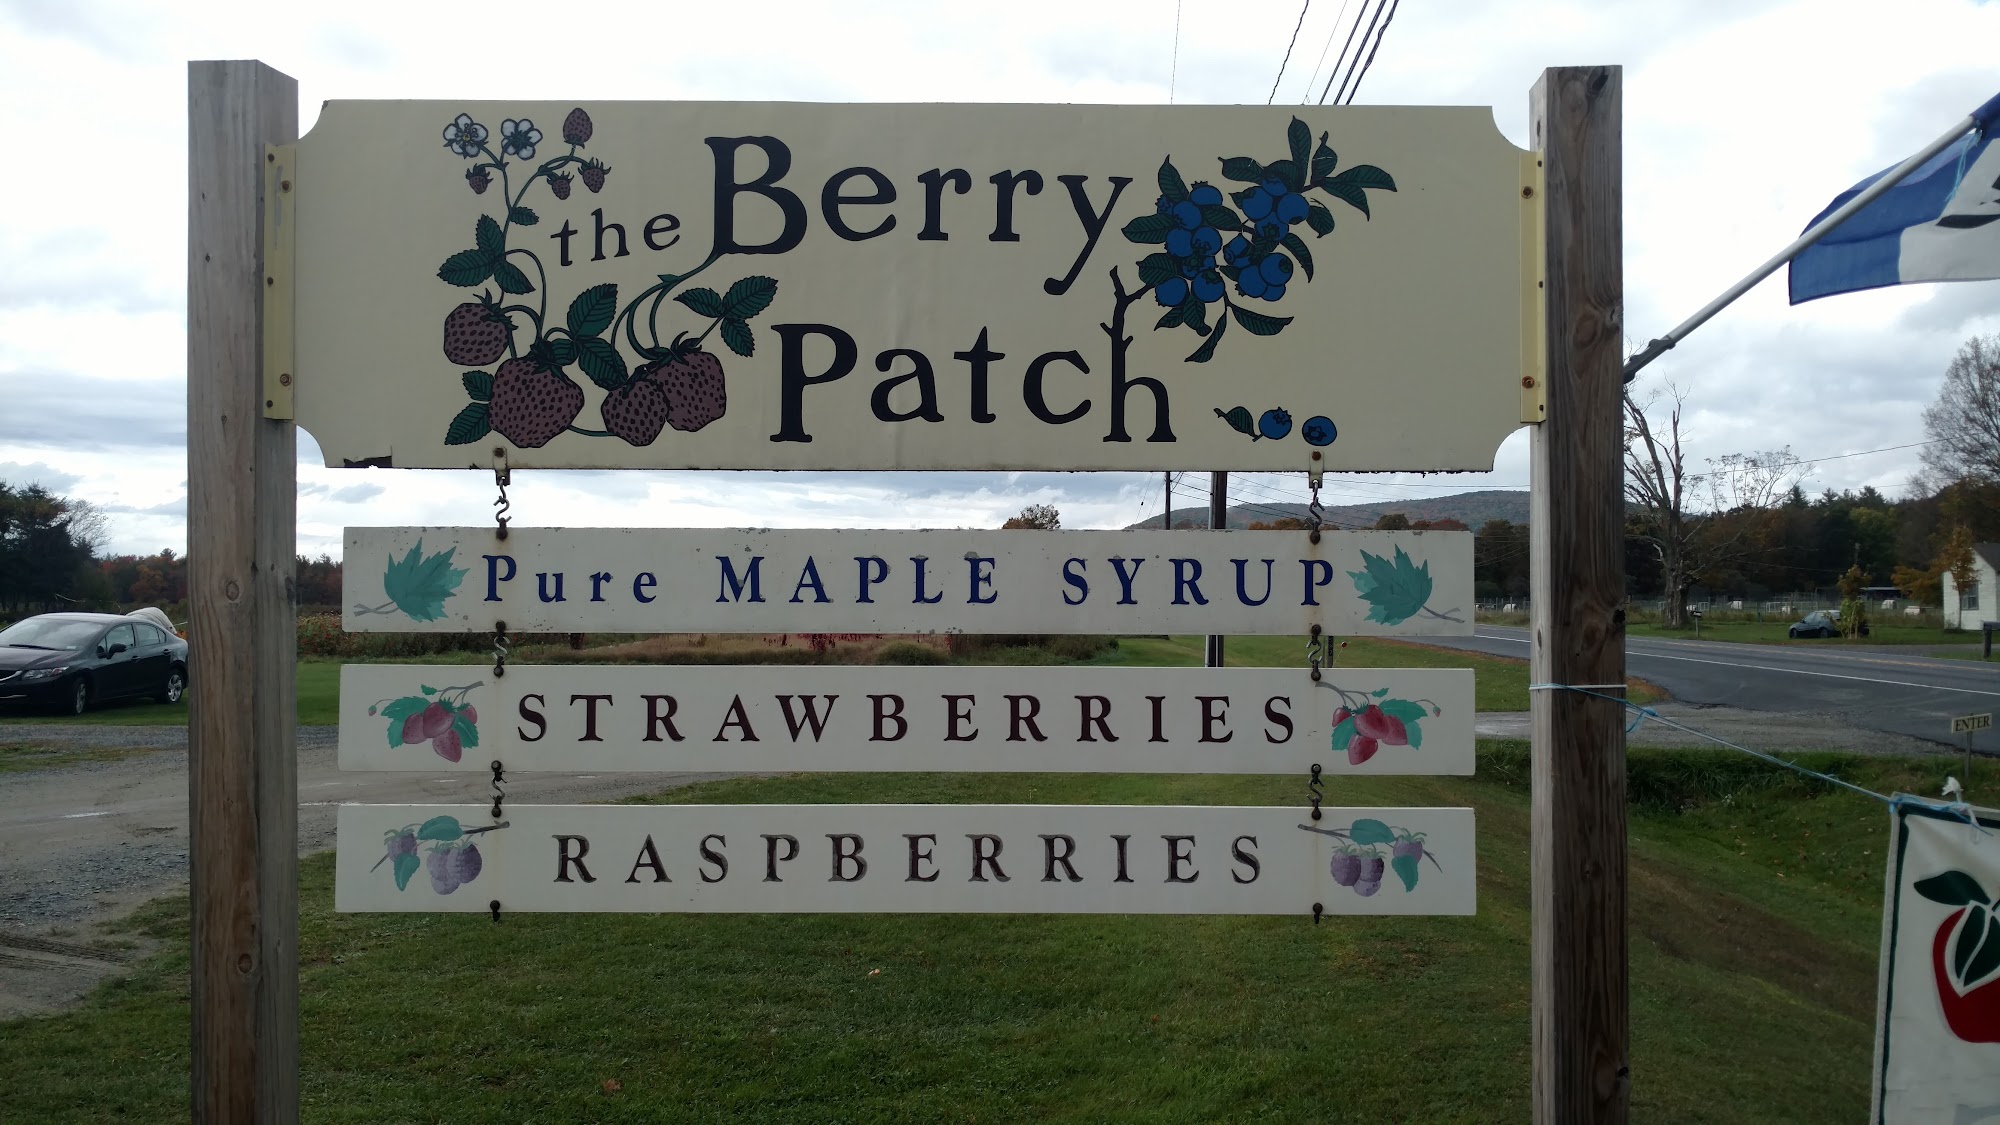 the Berry
Patch
Pure MAPLE SYRUP
STRAWBERRIES
RASPBERRIES
ENTER